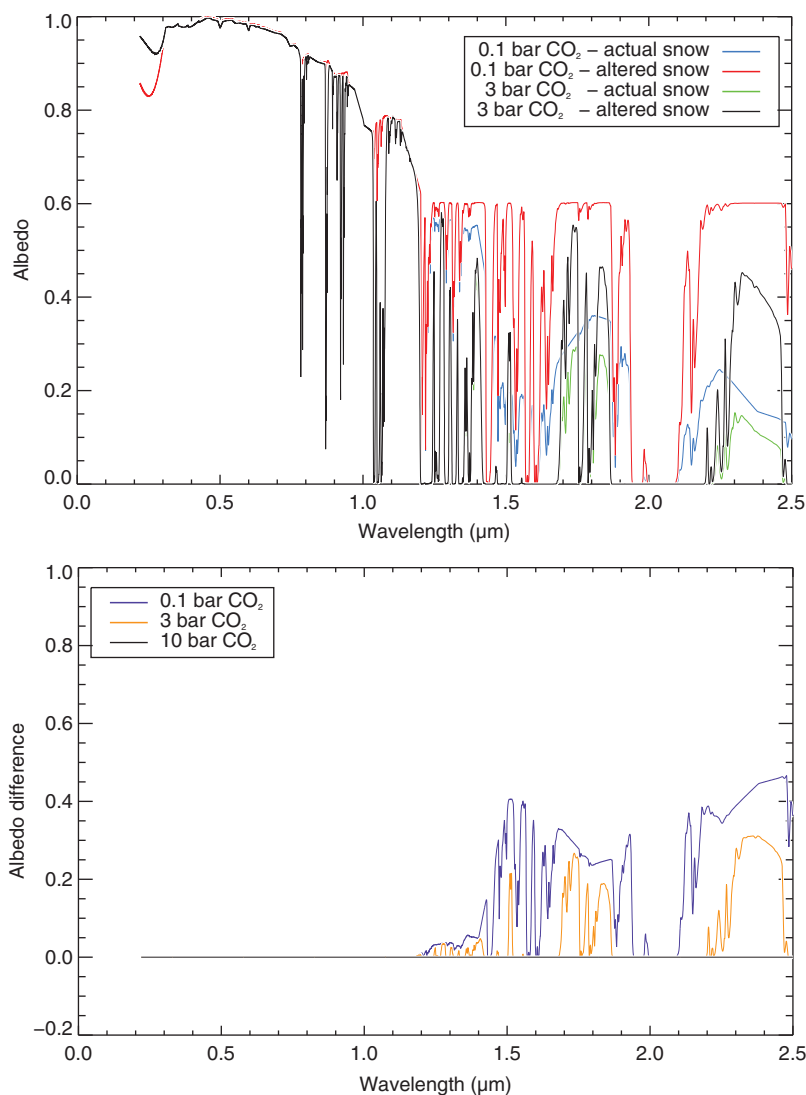 1.0
0.8
0.6
0.4
0.2
0.0
Albedo
0.1 bar CO₂ – actual snow
0.1 bar CO₂ – altered snow
3 bar CO₂ – actual snow
3 bar CO₂ – altered snow
0.0 0.5 1.0 1.5 2.0 2.5
Wavelength (μm)
1.0
0.8
0.6
0.4
0.2
0.0
−0.2
Albedo difference
0.1 bar CO₂
3 bar CO₂
10 bar CO₂
0.0 0.5 1.0 1.5 2.0 2.5
Wavelength (μm)